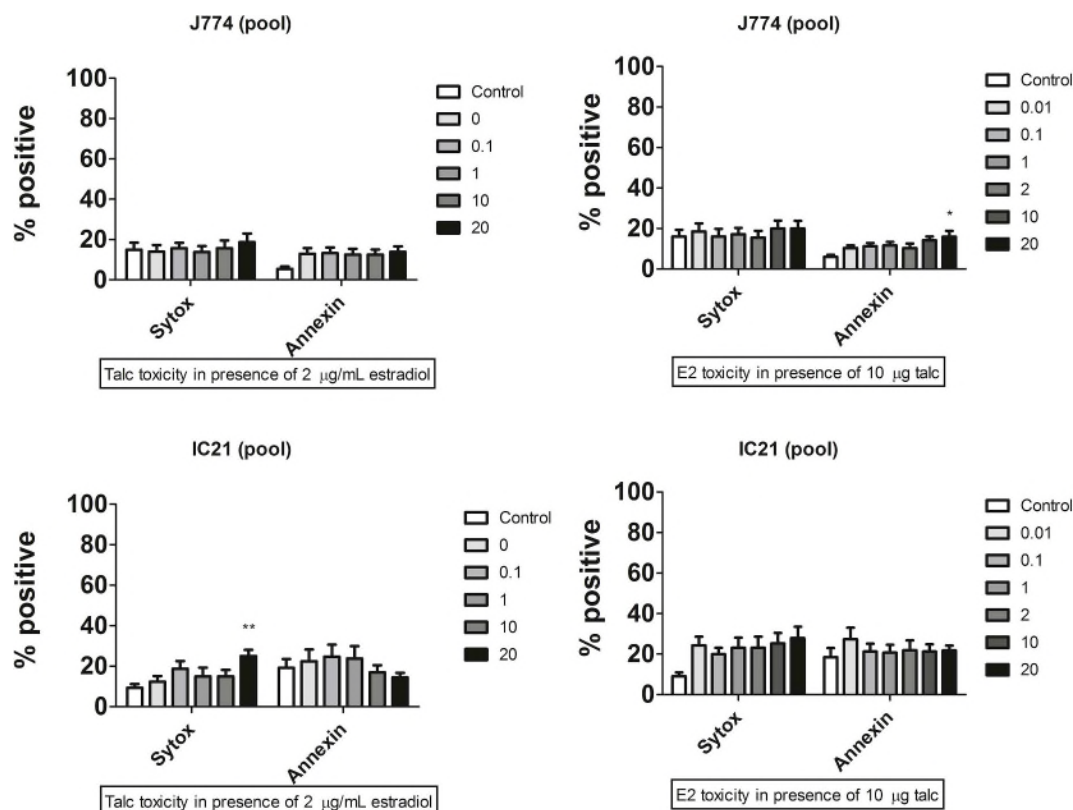 J774 (pool)
% positive
100
80
60
40
20
0
Sytox
Annexin
Control
0
0.1
1
10
20
Talc toxicity in presence of 2 μg/mL estradiol
J774 (pool)
% positive
100
80
60
40
20
0
*
Sytox
Annexin
Control
0.01
0.1
1
2
10
20
E2 toxicity in presence of 10 μg talc
IC21 (pool)
% positive
100
80
60
40
20
0
**
Sytox
Annexin
Control
0
0.1
1
10
20
Talc toxicity in presence of 2 μg/mL estradiol
IC21 (pool)
% positive
100
80
60
40
20
0
Sytox
Annexin
Control
0.01
0.1
1
2
10
20
E2 toxicity in presence of 10 μg talc